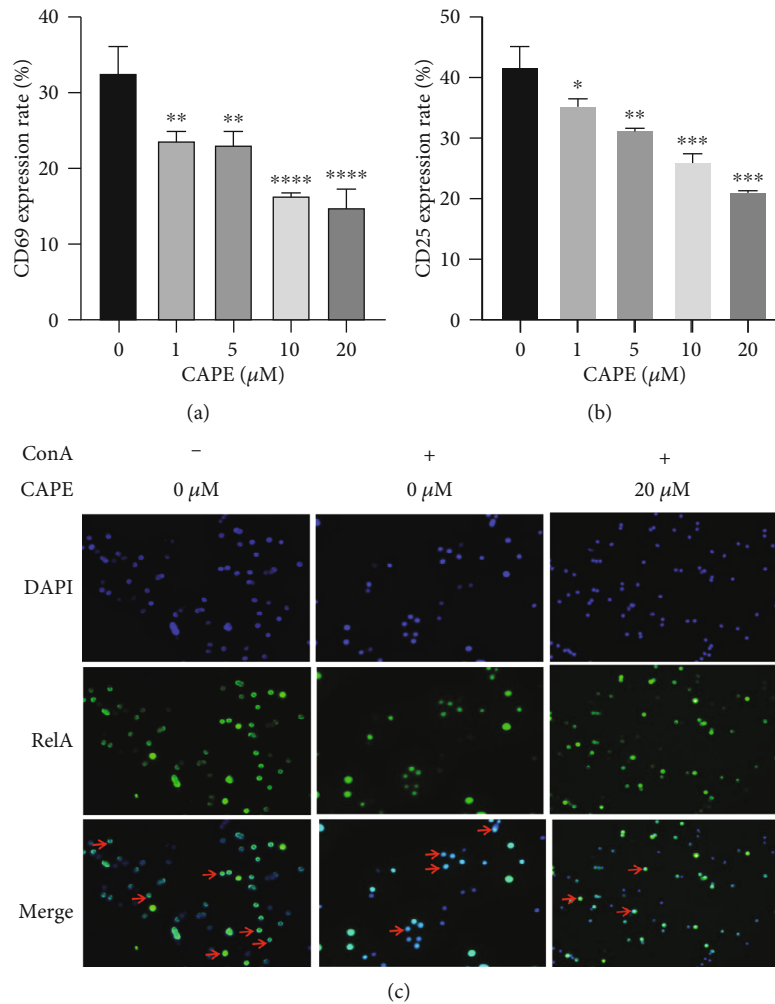 CD69 expression rate (%)
40
30
20
10
0
**
**
****
****
0 1 5 10 20
CAPE (μM)
(a)
CD25 expression rate (%)
50
40
30
20
10
0
*
**
***
***
0 1 5 10 20
CAPE (μM)
(b)
ConA – + +
CAPE 0 μM 0 μM 20 μM
DAPI
RelA
Merge
(c)